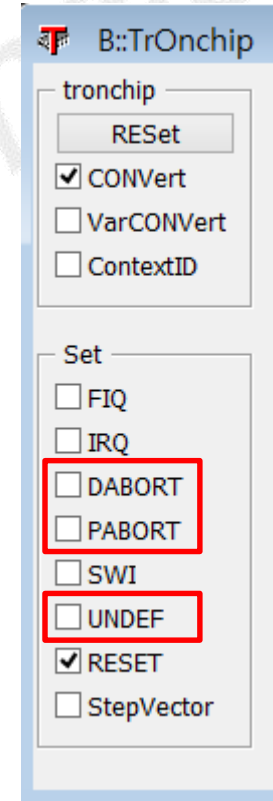 B::TrOnchip
tronchip
RESet
CONVert
VarCONVert
ContextID
Set
FIQ
IRQ
DABORT
PABORT
SWI
UNDEF
RESET
StepVector